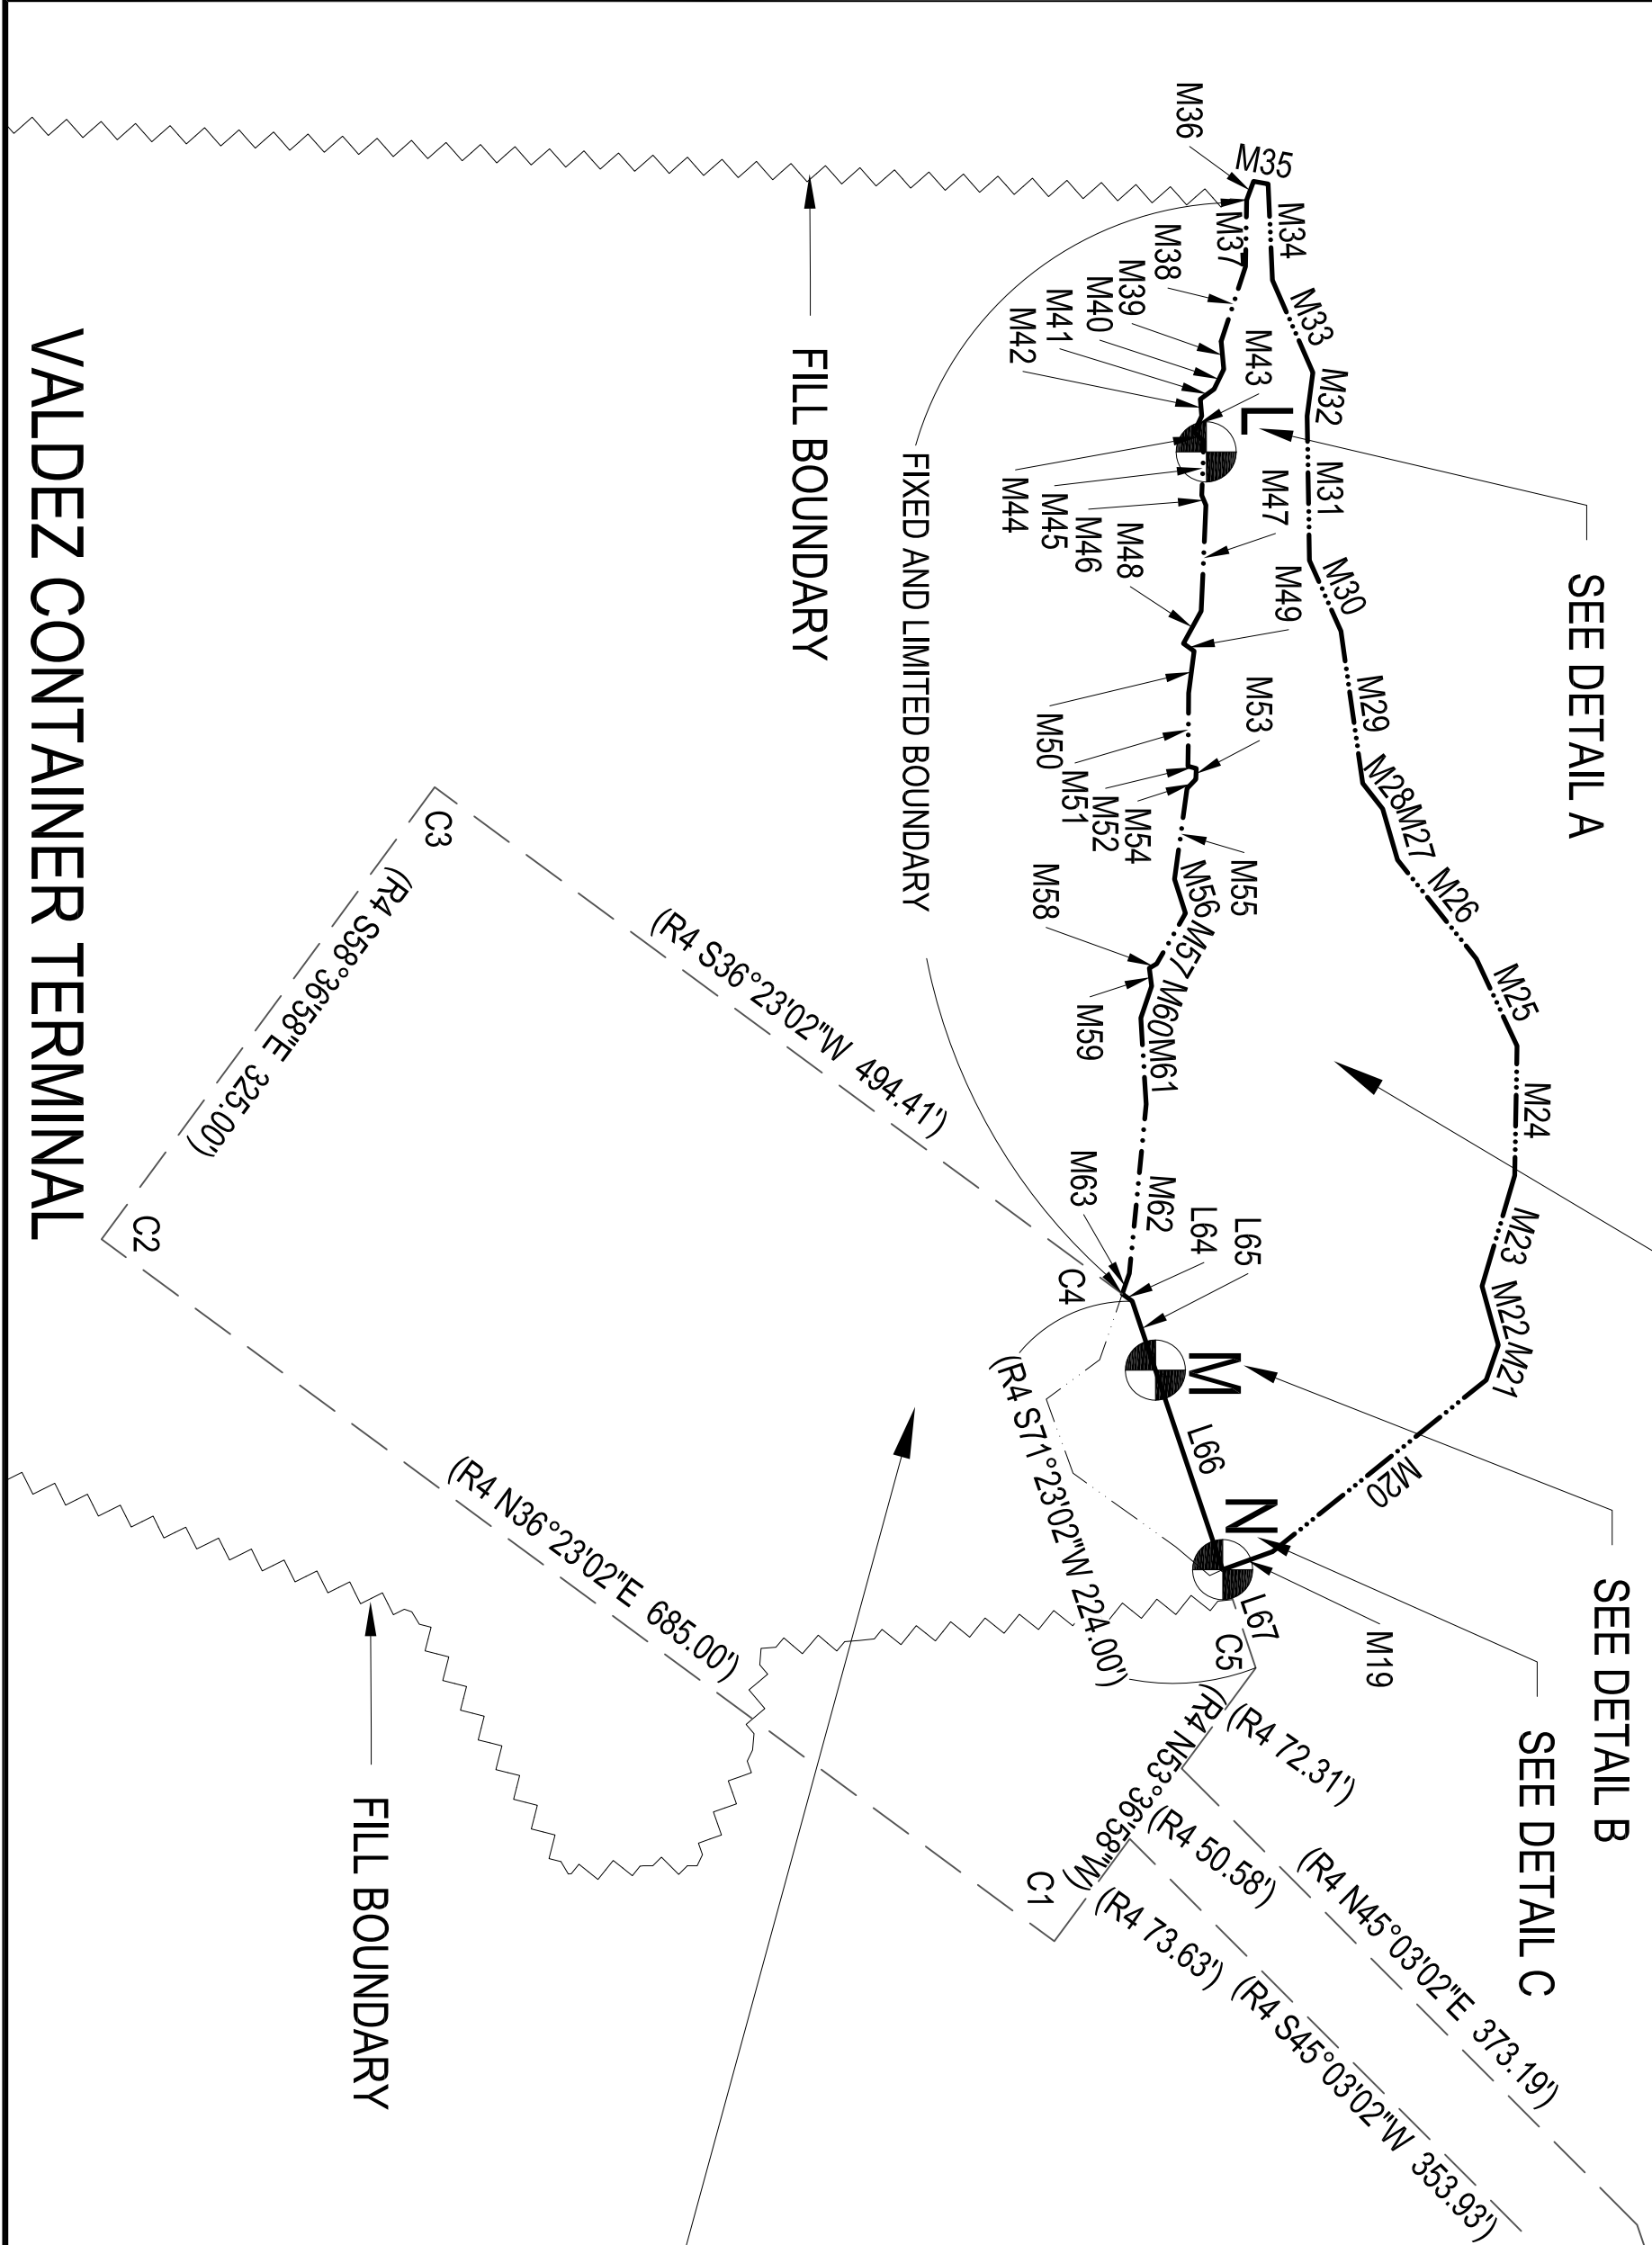 SEE DETAIL A
SEE DETAIL B
SEE DETAIL C
M19
M20
M21
M22
M23
M24
M25
M26
M27
M28
M29
M30
M31
M32
M33
M34
M35
M36
M37
M38
M39
M40
M41
M42
M43
L
M44
M45
M46
M47
M48
M49
M50
M51
M52
M53
M54
M55
M56
M57
M58
M59
M60
M61
M62
M63
L64
L65
M
L66
N
L67
C5
C4
(R4 S71°23'02"W 224.00')
(R4 72.31')
(R4 N53°36'58"W)
(R4 50.58')
(R4 73.63')
(R4 N45°03'02"E 373.19')
(R4 S45°03'02"W 353.93')
C1
FIXED AND LIMITED BOUNDARY
FILL BOUNDARY
(R4 S36°23'02"W 494.41')
C3
(R4 S58°36'58"E 325.00')
C2
(R4 N36°23'02"E 685.00')
FILL BOUNDARY
VALDEZ CONTAINER TERMINAL